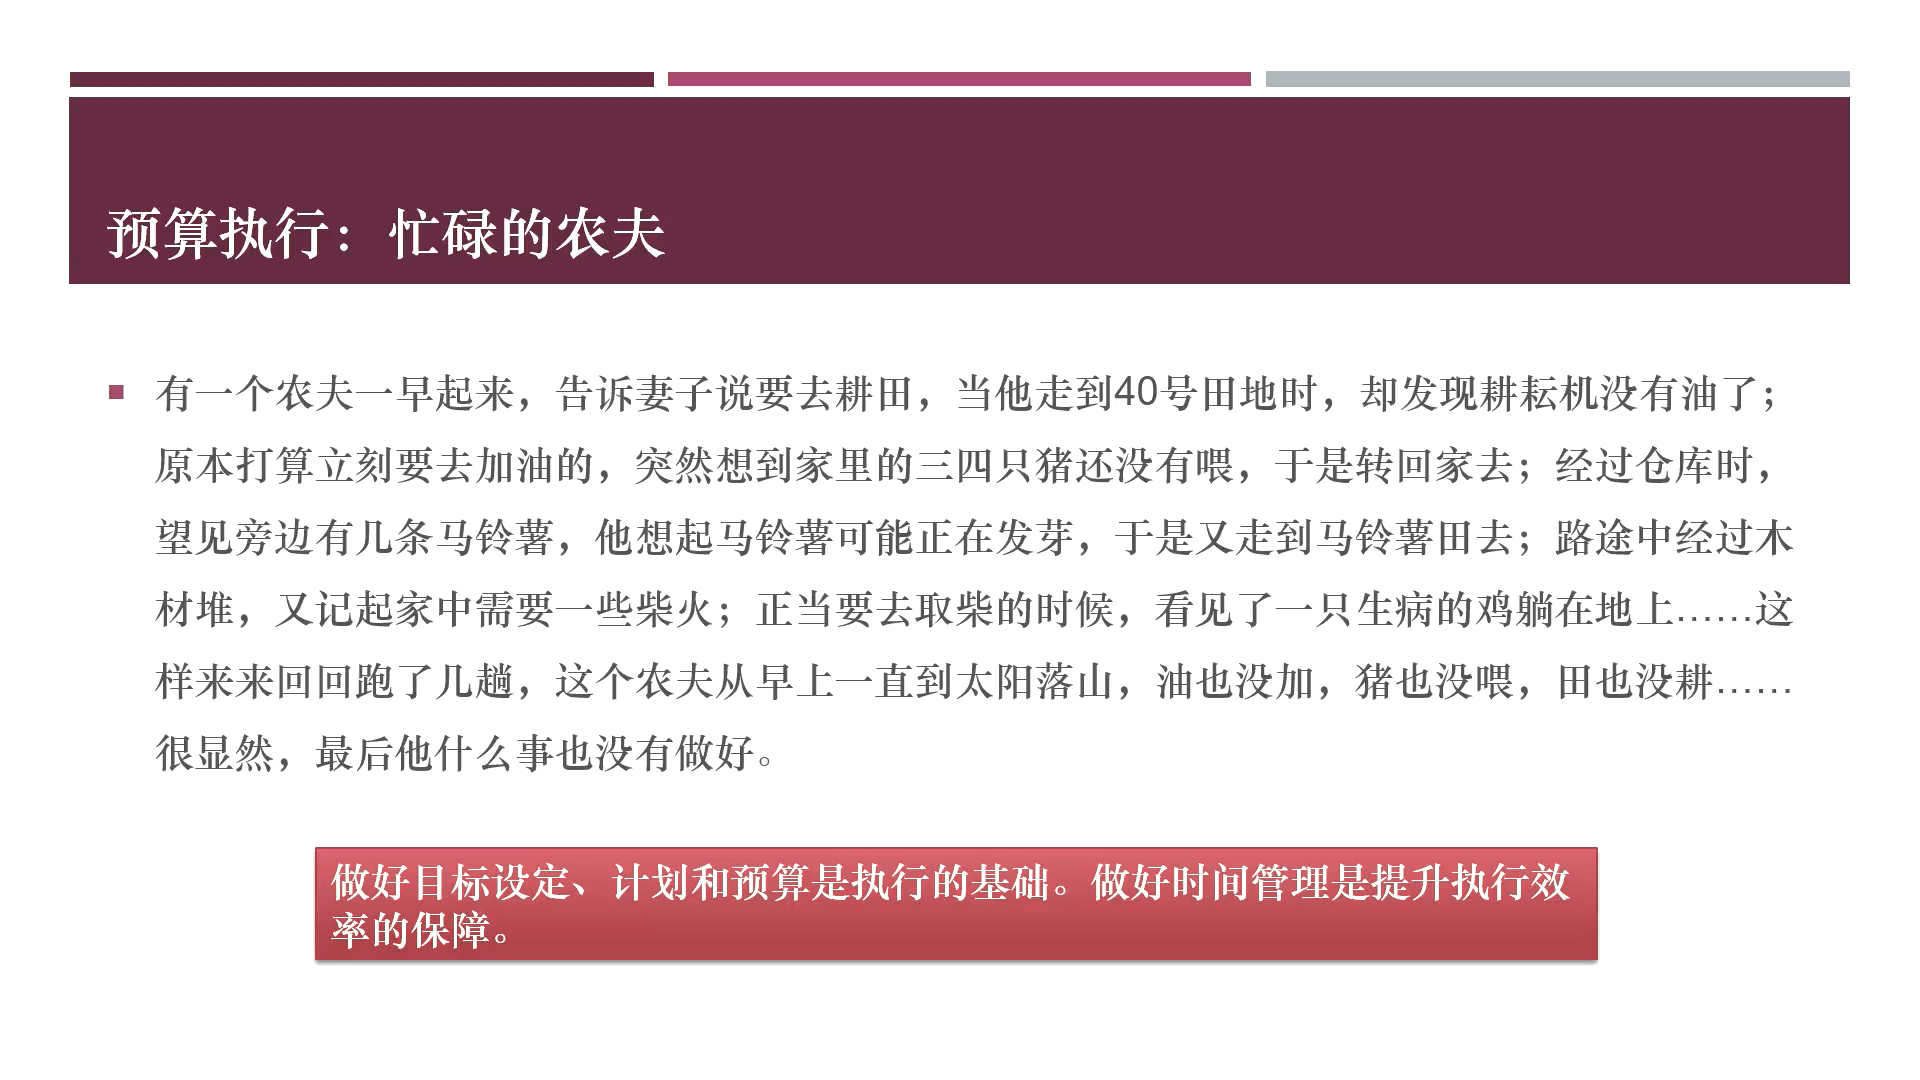 预算执行：忙碌的农夫
有一个农夫一早起来，告诉妻子说要去耕田，当他走到40号田地时，却发现耕耘机没有油了；
原本打算立刻要去加油的，突然想到家里的三四只猪还没有喂，于是转回家去；经过仓库时，
望见旁边有几条马铃薯，他想起马铃薯可能正在发芽，于是又走到马铃薯田去；路途中经过木
材堆，又记起家中需要一些柴火；正当要去取柴的时候，看见了一只生病的鸡躺在地上……这
样来来回回跑了几趟，这个农夫从早上一直到太阳落山，油也没加，猪也没喂，田也没耕……
很显然，最后他什么事也没有做好。
做好目标设定、计划和预算是执行的基础。做好时间管理是提升执行效
率的保障。